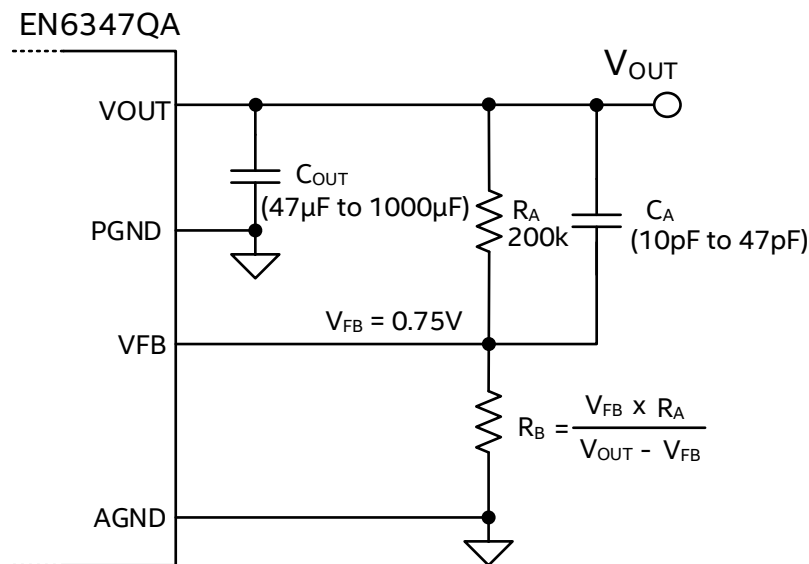 EN6347QA
VOUT
VOUT
COUT
(47µF to 1000µF)
PGND
RA
200k
CA
(10pF to 47pF)
VFB = 0.75V
VFB
RB = VFB x RA
VOUT - VFB
AGND